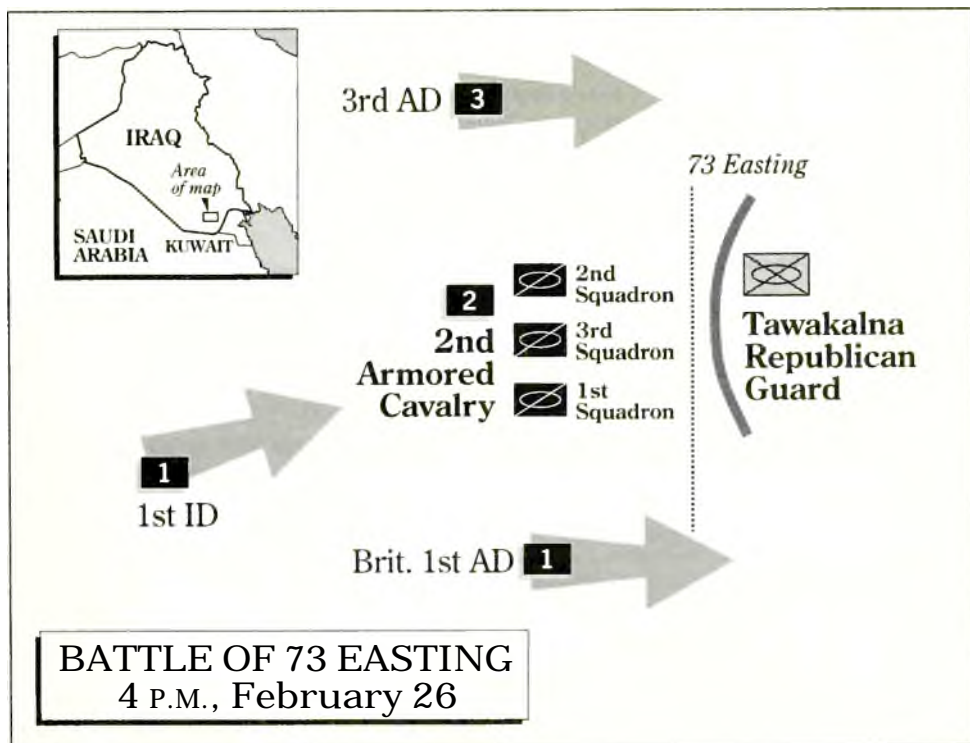 IRAQ
Area
of map
SAUDI
ARABIA
KUWAIT
3rd AD 3
73 Easting
2
2nd
Armored
Cavalry
2nd
Squadron
3rd
Squadron
1st
Squadron
Tawakalna
Republican
Guard
1
1st ID
Brit. 1st AD 1
BATTLE OF 73 EASTING
4 P.M., February 26